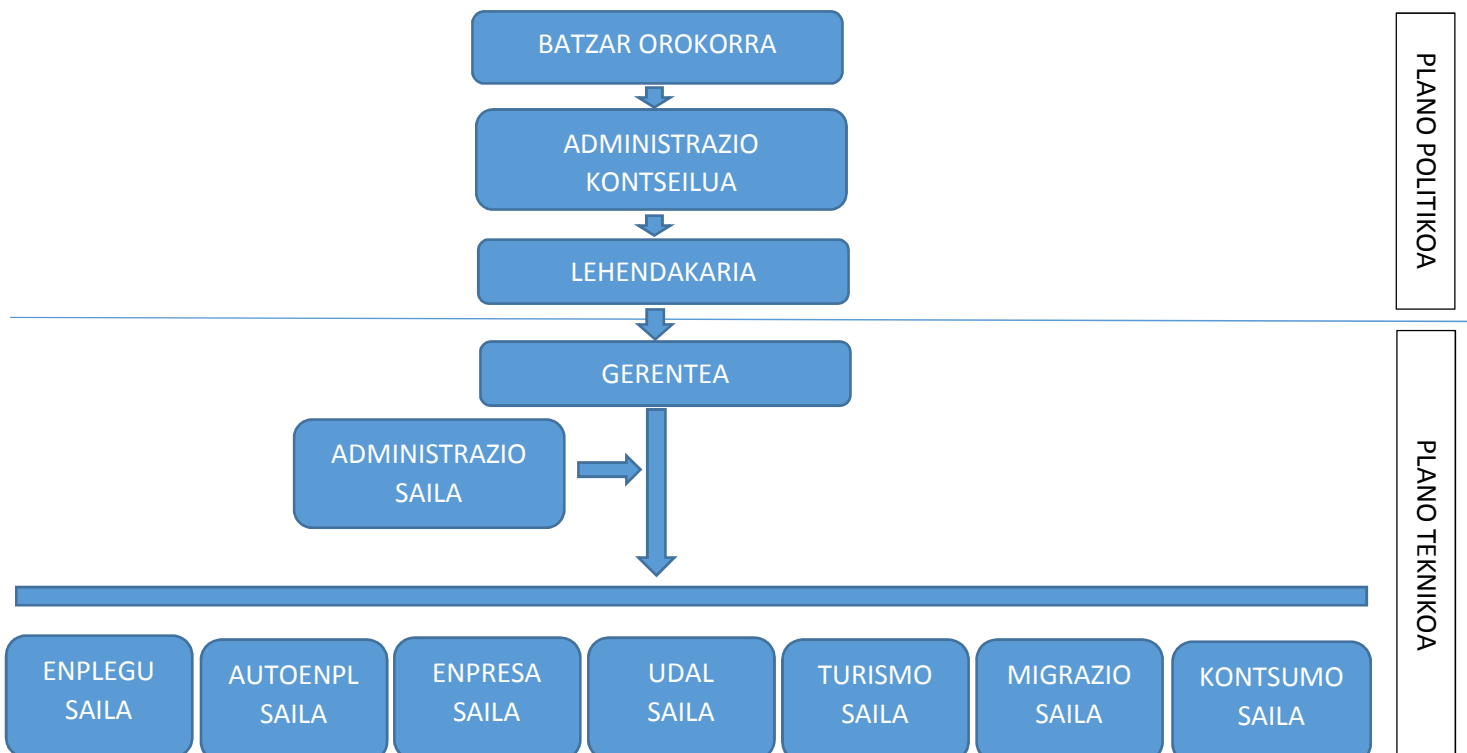 BATZAR OROKORRA
ADMINISTRAZIO
KONTSEILUA
LEHENDAKARIA
PLANO POLITIKOA
GERENTEA
ADMINISTRAZIO
SAILA
PLANO TEKNIKOA
ENPLEGU
SAILA
AUTOENPL
SAILA
ENPRESA
SAILA
UDAL
SAILA
TURISMO
SAILA
MIGRAZIO
SAILA
KONTSUMO
SAILA